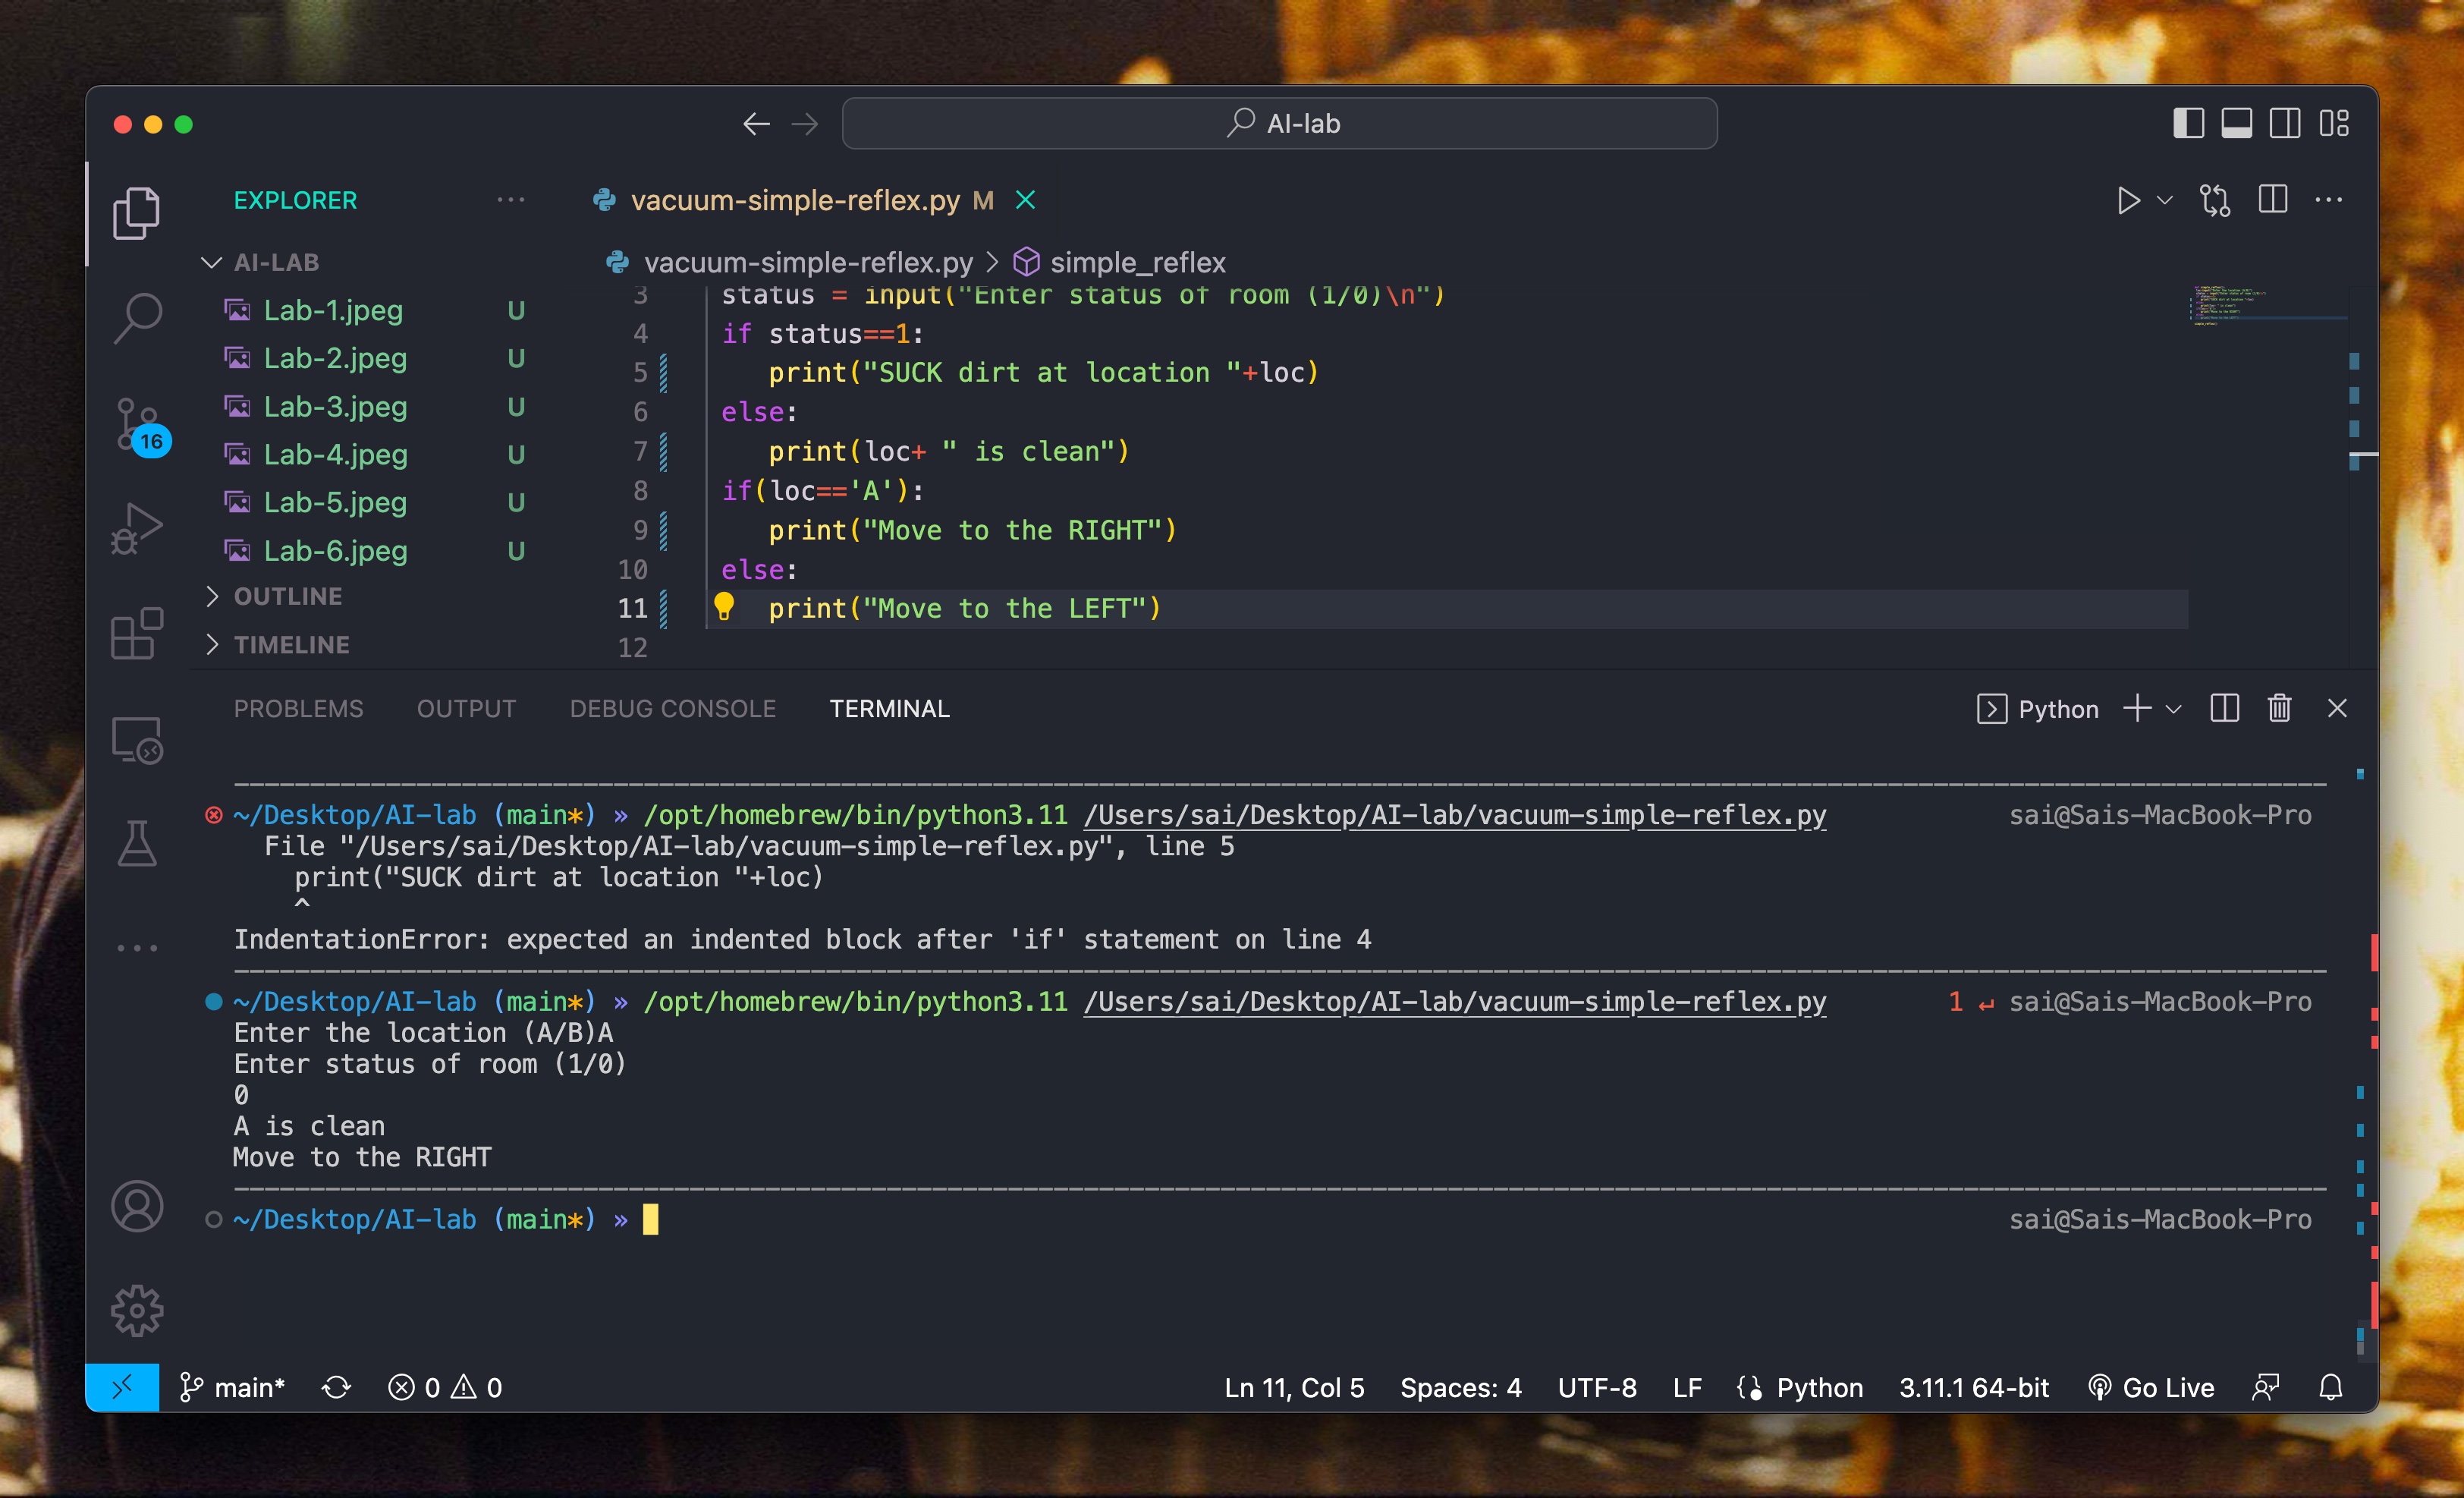 AI-lab
EXPLORER
vacuum-simple-reflex.py M
AI-LAB
vacuum-simple-reflex.py > simple_reflex
Lab-1.jpeg U
Lab-2.jpeg U
Lab-3.jpeg U
Lab-4.jpeg U
Lab-5.jpeg U
Lab-6.jpeg U
OUTLINE
TIMELINE
16
3 status = input("Enter status of room (1/0)\n")
4 if status==1:
5 print("SUCK dirt at location "+loc)
6 else:
7 print(loc+ " is clean")
8 if(loc=='A'):
9 print("Move to the RIGHT")
10 else:
11 print("Move to the LEFT")
12
PROBLEMS OUTPUT DEBUG CONSOLE TERMINAL
Python
~/Desktop/AI-lab (main*) » /opt/homebrew/bin/python3.11 /Users/sai/Desktop/AI-lab/vacuum-simple-reflex.py sai@Sais-MacBook-Pro
File "/Users/sai/Desktop/AI-lab/vacuum-simple-reflex.py", line 5
print("SUCK dirt at location "+loc)
^
IndentationError: expected an indented block after 'if' statement on line 4
~/Desktop/AI-lab (main*) » /opt/homebrew/bin/python3.11 /Users/sai/Desktop/AI-lab/vacuum-simple-reflex.py 1 ↵ sai@Sais-MacBook-Pro
Enter the location (A/B)A
Enter status of room (1/0)
0
A is clean
Move to the RIGHT
~/Desktop/AI-lab (main*) » sai@Sais-MacBook-Pro
main* 0 0 Ln 11, Col 5 Spaces: 4 UTF-8 LF Python 3.11.1 64-bit Go Live